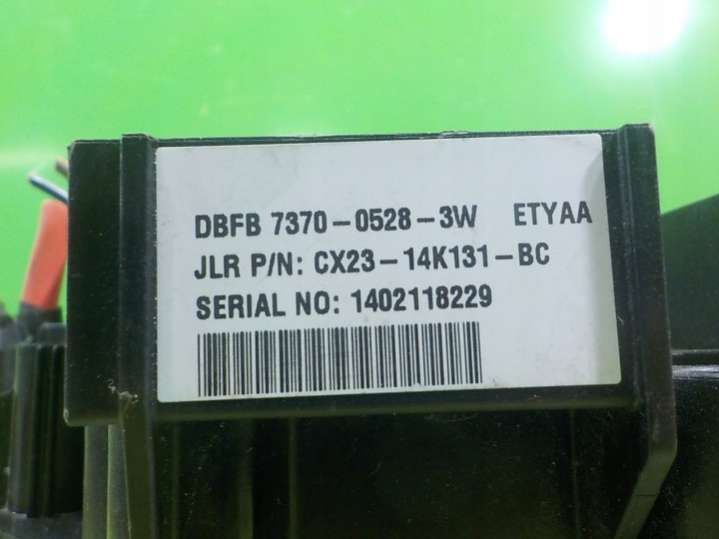 DBFB 7370-0528-3W ETYAA
JLR P/N: CX23-14K131-BC
SERIAL NO: 1402118229